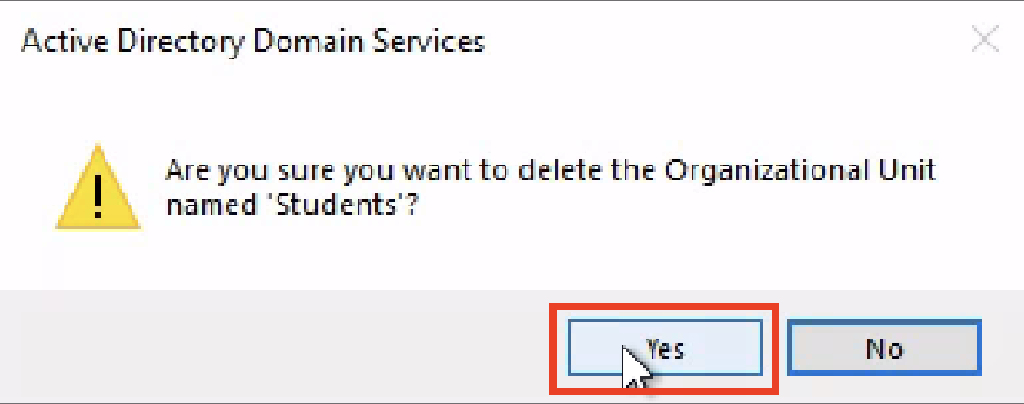 Active Directory Domain Services
Are you sure you want to delete the Organizational Unit
named 'Students'?
Yes
No